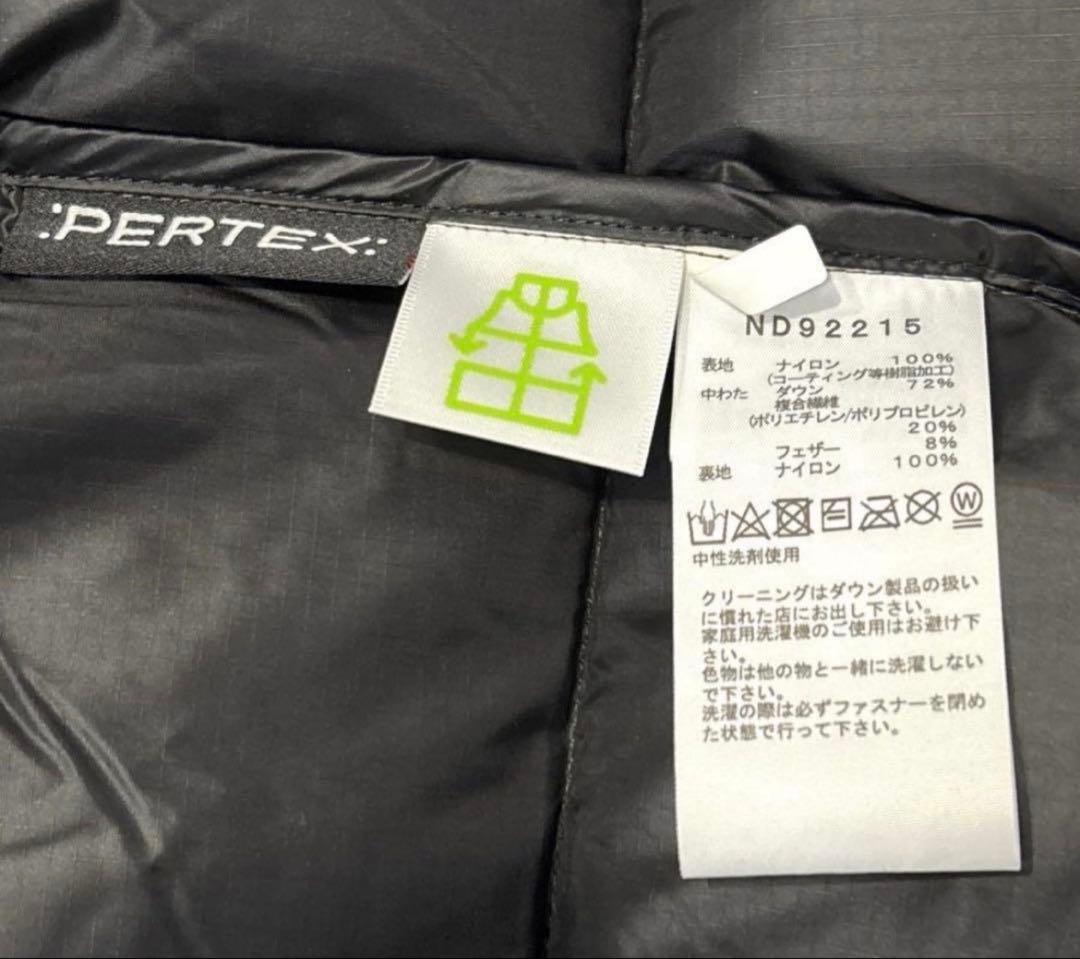 PERTEX
ND92215
表地 ナイロン 100%
(コーティング等樹脂加工)
中わた ダウン 72%
複合繊維
(ポリエチレン/ポリプロピレン)
20%
フェザー 8%
裏地 ナイロン 100%
W
中性洗剤使用
クリーニングはダウン製品の扱い
に慣れた店にお出し下さい。
家庭用洗濯機のご使用はお避け下
さい。
色物は他の物と一緒に洗濯しない
で下さい。
洗濯の際は必ずファスナーを閉め
た状態で行って下さい。